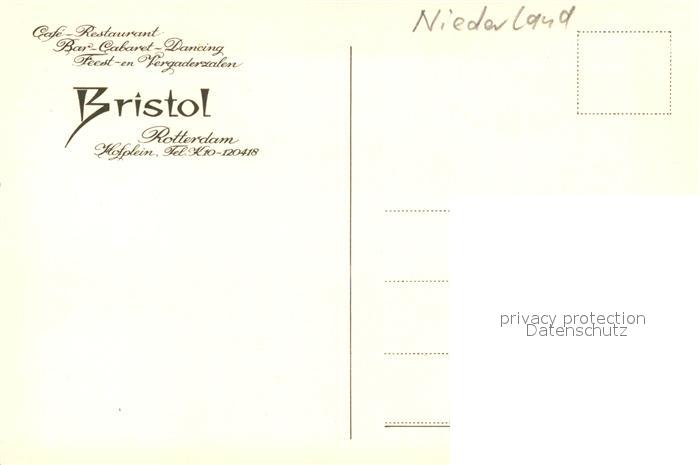 Café - Restaurant
Bar - Cabaret - Dancing
Feest - en Vergaderzalen
Bristol
Rotterdam
Hofplein, Tel. K10-120418
Niederland
privacy protection
Datenschutz